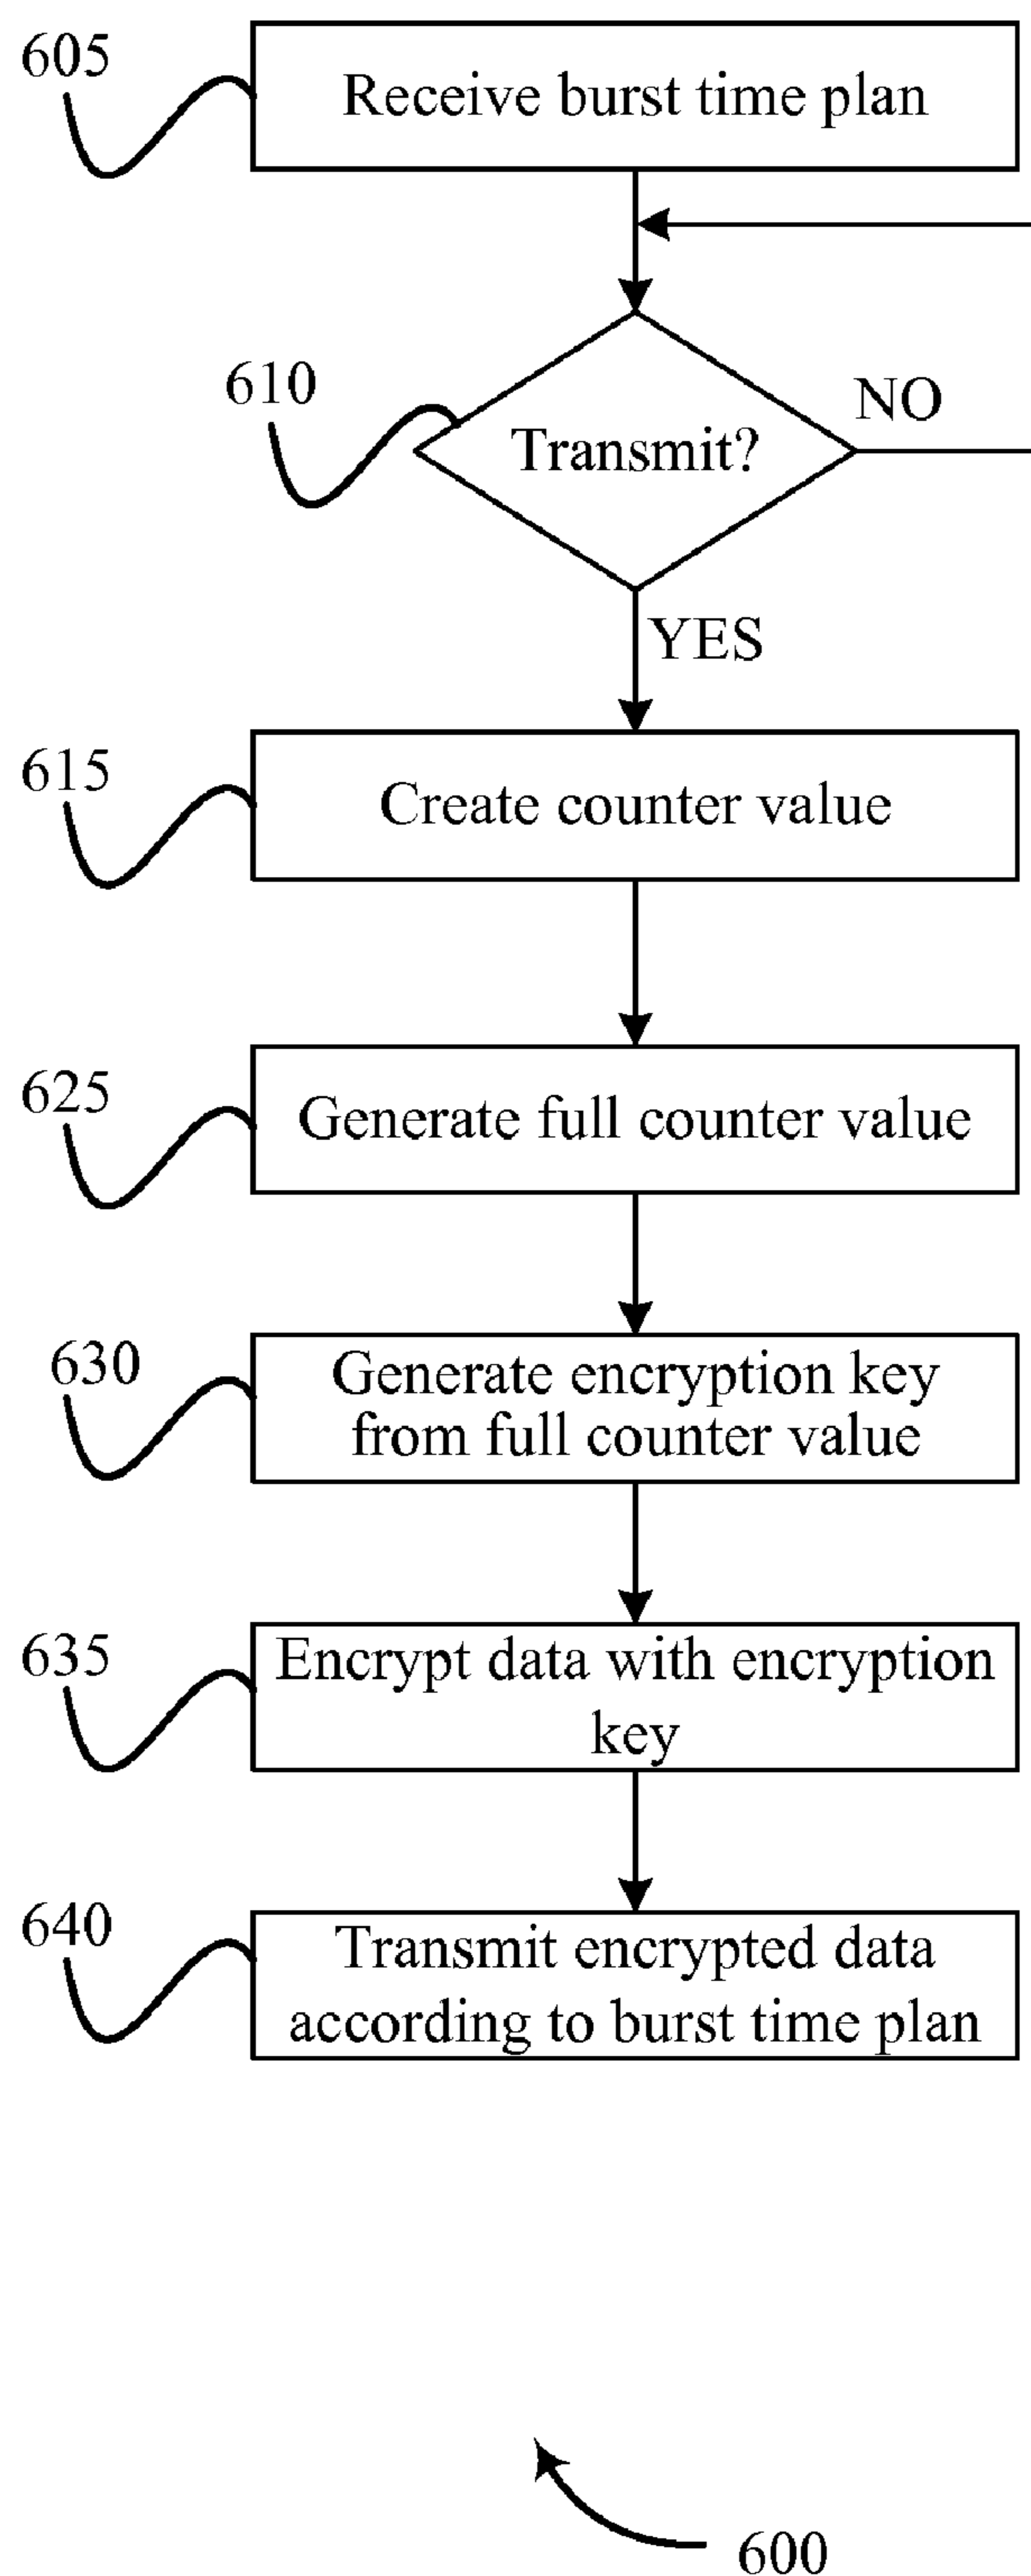 605
Receive burst time plan
610
Transmit?
NO
YES
615
Create counter value
625
Generate full counter value
630
Generate encryption key
from full counter value
635
Encrypt data with encryption
key
640
Transmit encrypted data
according to burst time plan
600